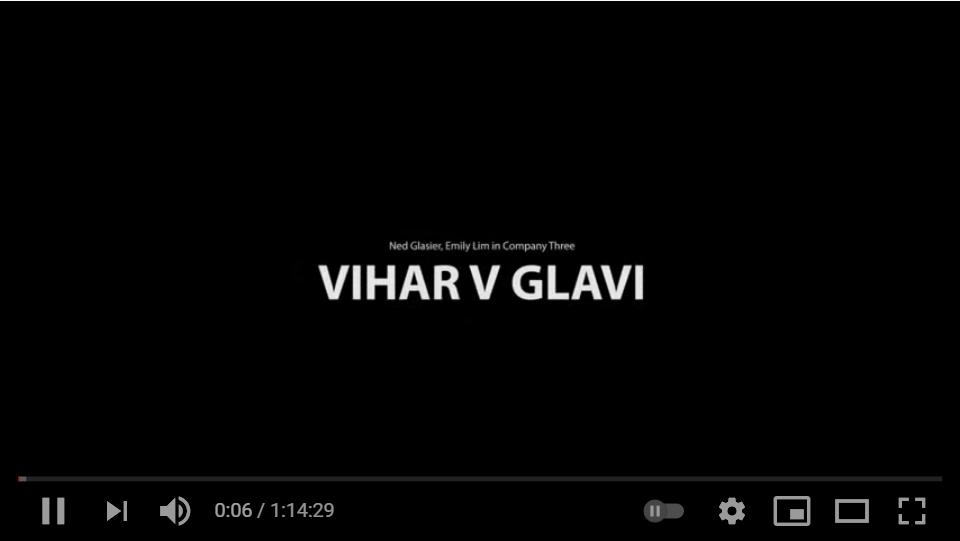 Ned Glasier, Emily Lim in Company Three
VIHAR V GLAVI
0:06 / 1:14:29